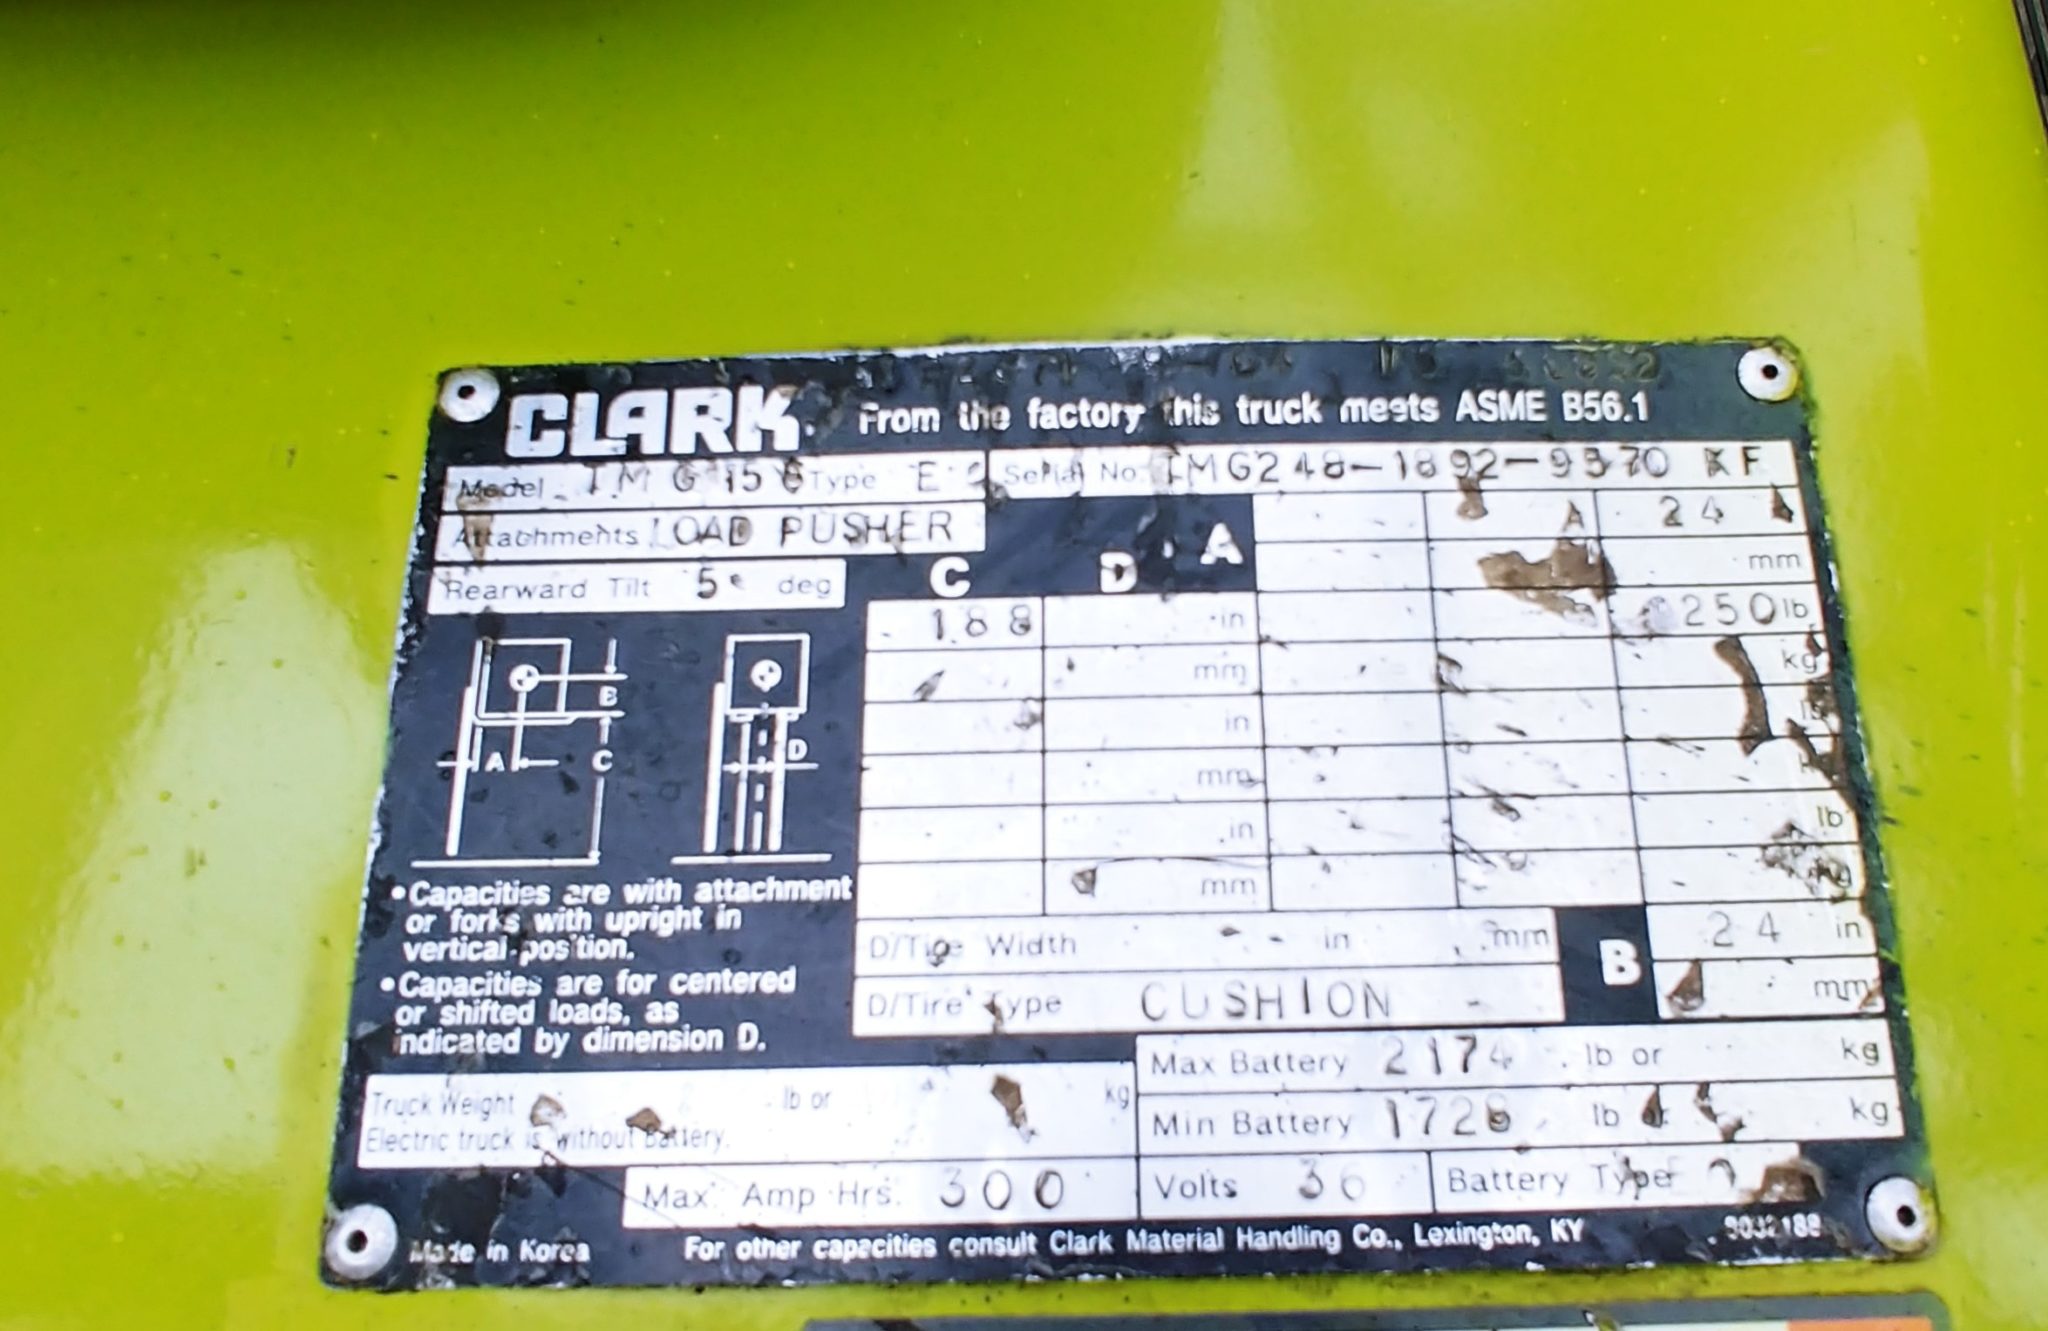 CLARK From the factory this truck meets ASME B56.1
Model TMG 15 Type E Serial No. TMG248-1892-9570 KF
Attachments LOAD PUSHER A 24
C D mm
Rearward Tilt 5 deg
188 in 250 lb
mm kg
in lb
B
mm
A C D
in lb
mm kg
• Capacities are with attachment
or forks with upright in
vertical position.
D/Tire Width in mm B 24 in
• Capacities are for centered
or shifted loads, as
indicated by dimension D.
D/Tire Type CUSHION mm
Max Battery 2174 lb or kg
Truck Weight lb or kg
Electric truck is without battery.
Min Battery 1728 lb or kg
Max. Amp Hrs. 300 Volts 36 Battery Type
Made in Korea For other capacities consult Clark Material Handling Co., Lexington, KY